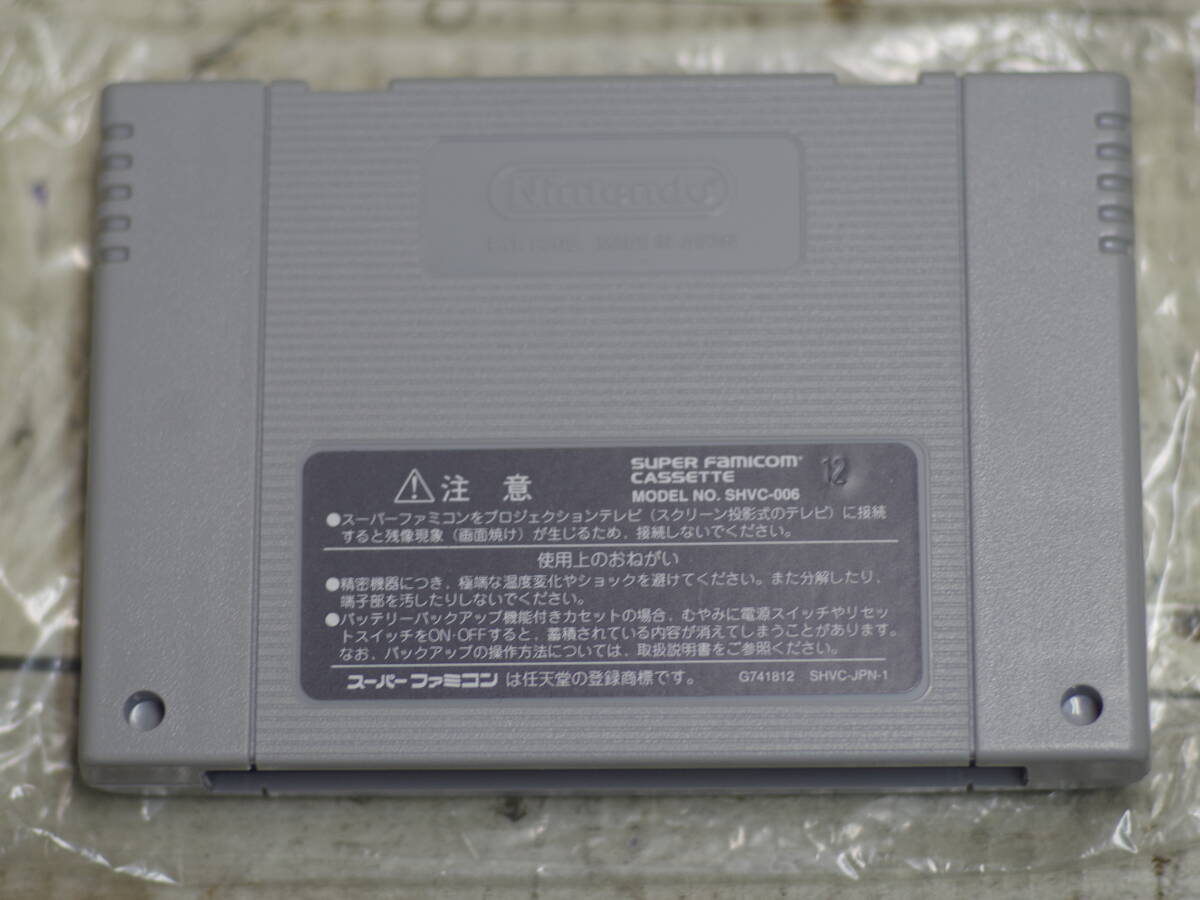 Nintendo
注意
SUPER FAMICOM
CASSETTE
MODEL NO. SHVC-006
12
●スーパーファミコンをプロジェクションテレビ（スクリーン投影式のテレビ）に接続
すると残像現象（画面焼け）が生じるため、接続しないでください。
使用上のおねがい
●精密機器につき、極端な温度変化やショックを避けてください。また分解したり、
端子部を汚したりしないでください。
●バッテリーバックアップ機能付きカセットの場合、むやみに電源スイッチやリセッ
トスイッチをON・OFFすると、蓄積されている内容が消えてしまうことがあります。
なお、バックアップの操作方法については、取扱説明書をご参照ください。
スーパーファミコン は任天堂の登録商標です。 G741812 SHVC-JPN-1